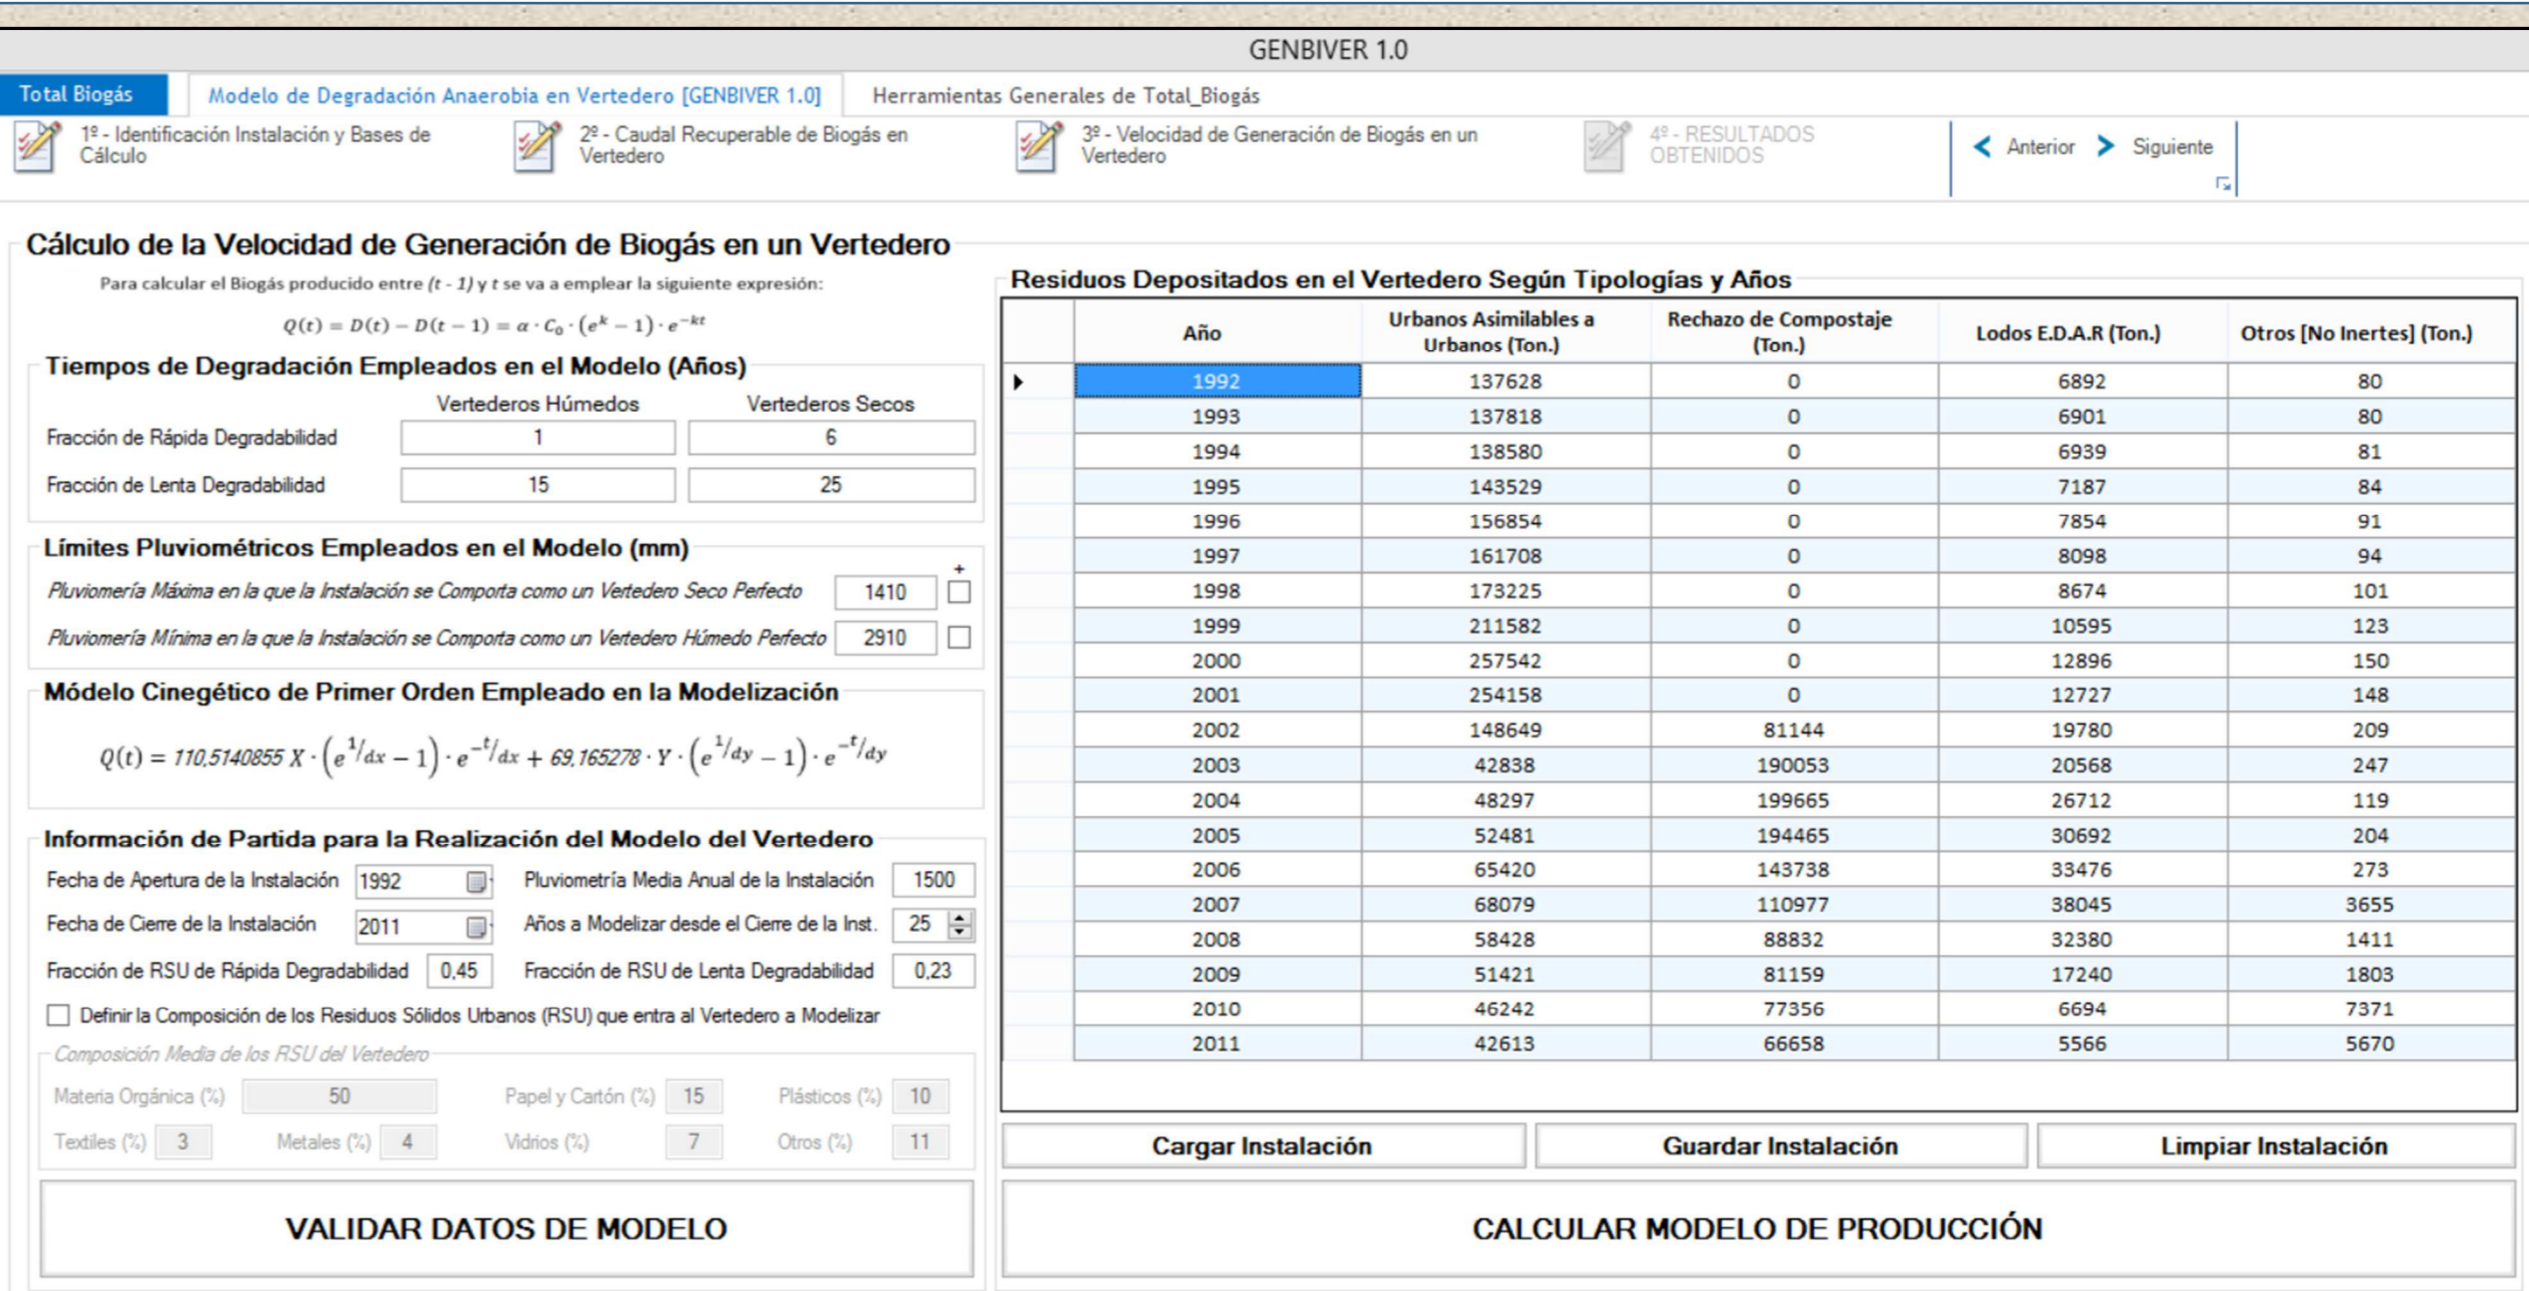 GENBIVER 1.0
Total Biogás Modelo de Degradación Anaerobia en Vertedero [GENBIVER 1.0] Herramientas Generales de Total_Biogás
1º - Identificación Instalación y Bases de Cálculo
2º - Caudal Recuperable de Biogás en Vertedero
3º - Velocidad de Generación de Biogás en un Vertedero
4º - RESULTADOS OBTENIDOS
Anterior Siguiente
Cálculo de la Velocidad de Generación de Biogás en un Vertedero
Para calcular el Biogás producido entre (t - 1) y t se va a emplear la siguiente expresión:
Q(t) = D(t) − D(t − 1) = α · C₀ · (e^k − 1) · e^−kt
Tiempos de Degradación Empleados en el Modelo (Años)
Vertederos Húmedos Vertederos Secos
Fracción de Rápida Degradabilidad 1 6
Fracción de Lenta Degradabilidad 15 25
Límites Pluviométricos Empleados en el Modelo (mm)
+
Pluviomería Máxima en la que la Instalación se Comporta como un Vertedero Seco Perfecto 1410
Pluviomería Mínima en la que la Instalación se Comporta como un Vertedero Húmedo Perfecto 2910
Módelo Cinegético de Primer Orden Empleado en la Modelización
Q(t) = 110,5140855 X · (e^1/dx − 1) · e^−t/dx + 69,165278 · Y · (e^1/dy − 1) · e^−t/dy
Información de Partida para la Realización del Modelo del Vertedero
Fecha de Apertura de la Instalación 1992 Pluviometría Media Anual de la Instalación 1500
Fecha de Cierre de la Instalación 2011 Años a Modelizar desde el Cierre de la Inst. 25
Fracción de RSU de Rápida Degradabilidad 0,45 Fracción de RSU de Lenta Degradabilidad 0,23
Definir la Composición de los Residuos Sólidos Urbanos (RSU) que entra al Vertedero a Modelizar
Composición Media de los RSU del Vertedero
Materia Orgánica (%) 50 Papel y Cartón (%) 15 Plásticos (%) 10
Textiles (%) 3 Metales (%) 4 Vidrios (%) 7 Otros (%) 11
VALIDAR DATOS DE MODELO
Residuos Depositados en el Vertedero Según Tipologías y Años
Año Urbanos Asimilables a Urbanos (Ton.) Rechazo de Compostaje (Ton.) Lodos E.D.A.R (Ton.) Otros [No Inertes] (Ton.)
1992 137628 0 6892 80
1993 137818 0 6901 80
1994 138580 0 6939 81
1995 143529 0 7187 84
1996 156854 0 7854 91
1997 161708 0 8098 94
1998 173225 0 8674 101
1999 211582 0 10595 123
2000 257542 0 12896 150
2001 254158 0 12727 148
2002 148649 81144 19780 209
2003 42838 190053 20568 247
2004 48297 199665 26712 119
2005 52481 194465 30692 204
2006 65420 143738 33476 273
2007 68079 110977 38045 3655
2008 58428 88832 32380 1411
2009 51421 81159 17240 1803
2010 46242 77356 6694 7371
2011 42613 66658 5566 5670
Cargar Instalación Guardar Instalación Limpiar Instalación
CALCULAR MODELO DE PRODUCCIÓN